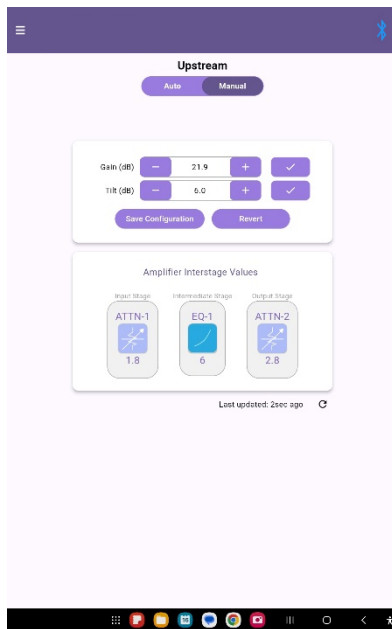 Upstream
Auto Manual
Gain (dB) − 21.9 +
Tilt (dB) − 6.0 +
Save Configuration Revert
Amplifier Interstage Values
Input Stage Intermediate Stage Output Stage
ATTN-1 EQ-1 ATTN-2
1.8 6 2.8
Last updated: 2sec ago